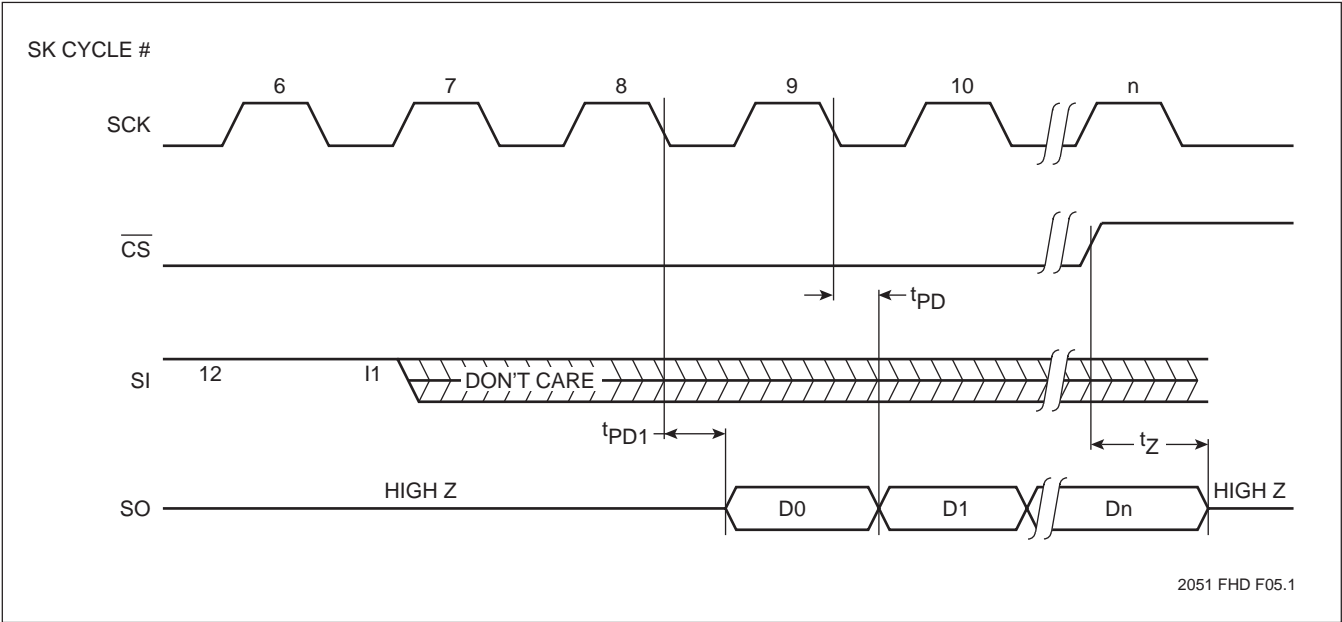 SK CYCLE #
6 7 8 9 10 n
SCK
CS
tPD
SI 12 I1 DON'T CARE
tPD1
tZ
SO HIGH Z D0 D1 Dn HIGH Z
2051 FHD F05.1